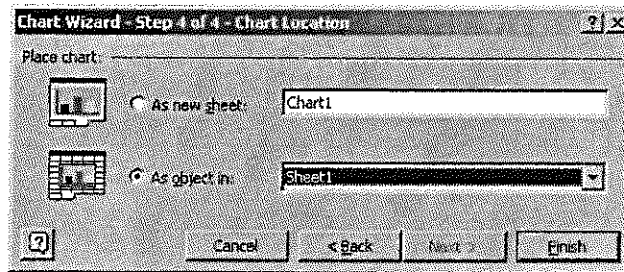 Chart Wizard - Step 4 of 4 - Chart Location
Place chart:
As new sheet: Chart1
As object in: Sheet1
Cancel < Back Next > Finish